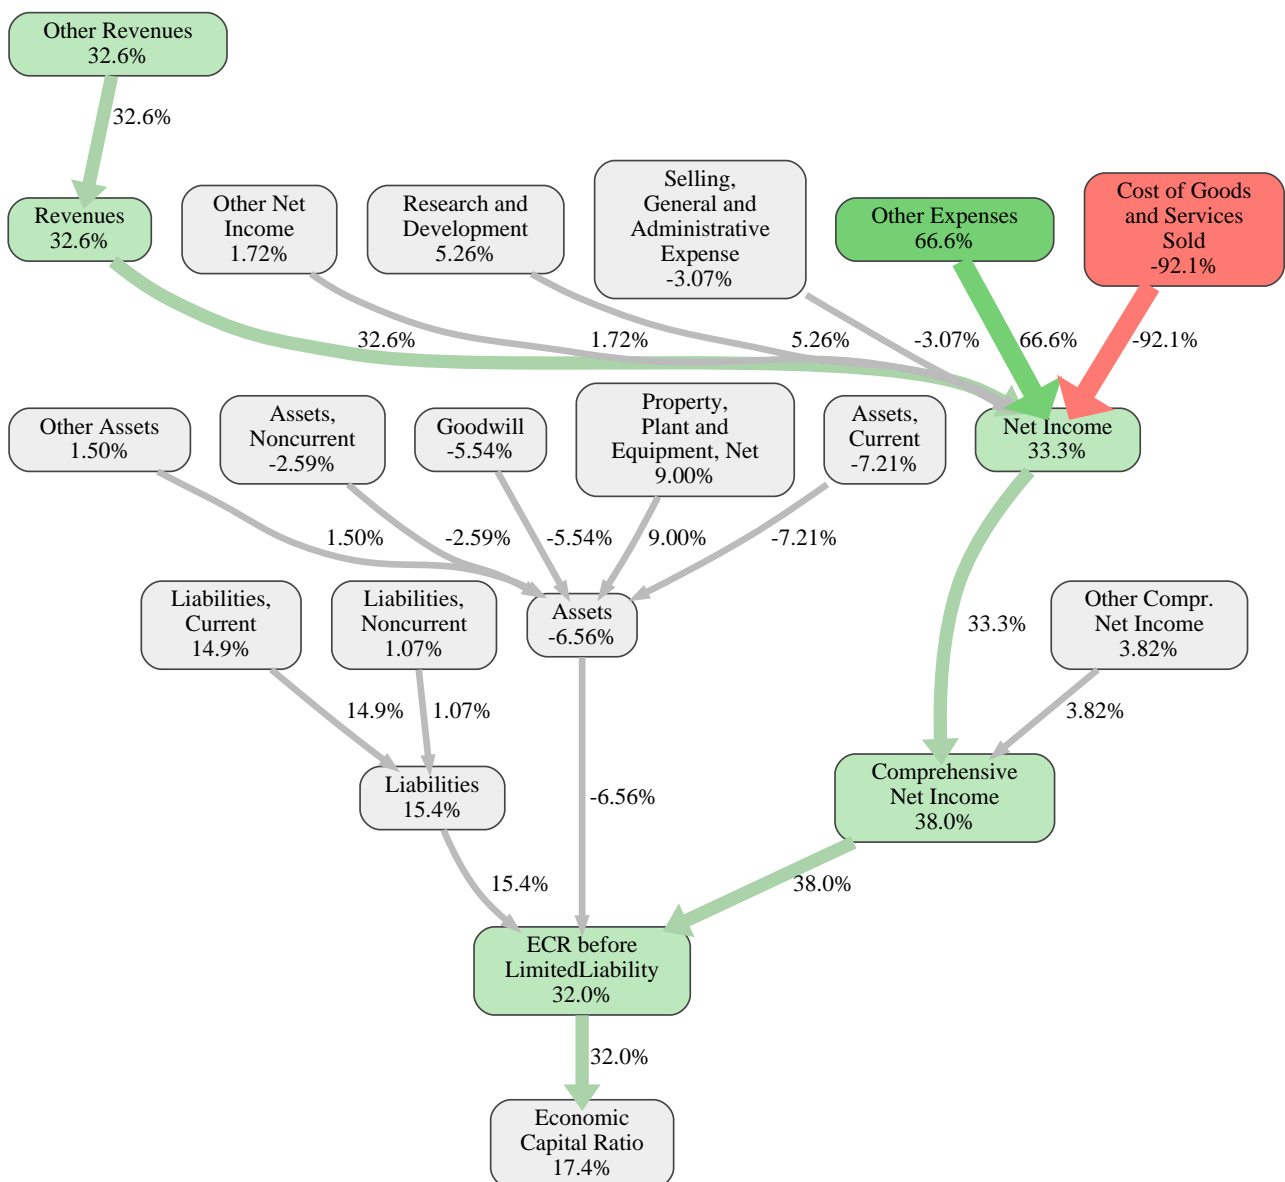 Other Revenues
32.6%
32.6%
Revenues
32.6%
Other Net
Income
1.72%
Research and
Development
5.26%
Selling,
General and
Administrative
Expense
-3.07%
Other Expenses
66.6%
Cost of Goods
and Services
Sold
-92.1%
32.6%
1.72%
5.26%
-3.07%
66.6%
-92.1%
Other Assets
1.50%
Assets,
Noncurrent
-2.59%
Goodwill
-5.54%
Property,
Plant and
Equipment, Net
9.00%
Assets,
Current
-7.21%
Net Income
33.3%
1.50%
-2.59%
-5.54%
9.00%
-7.21%
Liabilities,
Current
14.9%
Liabilities,
Noncurrent
1.07%
Assets
-6.56%
33.3%
Other Compr.
Net Income
3.82%
14.9%
1.07%
3.82%
Liabilities
15.4%
-6.56%
Comprehensive
Net Income
38.0%
15.4%
38.0%
ECR before
LimitedLiability
32.0%
32.0%
Economic
Capital Ratio
17.4%